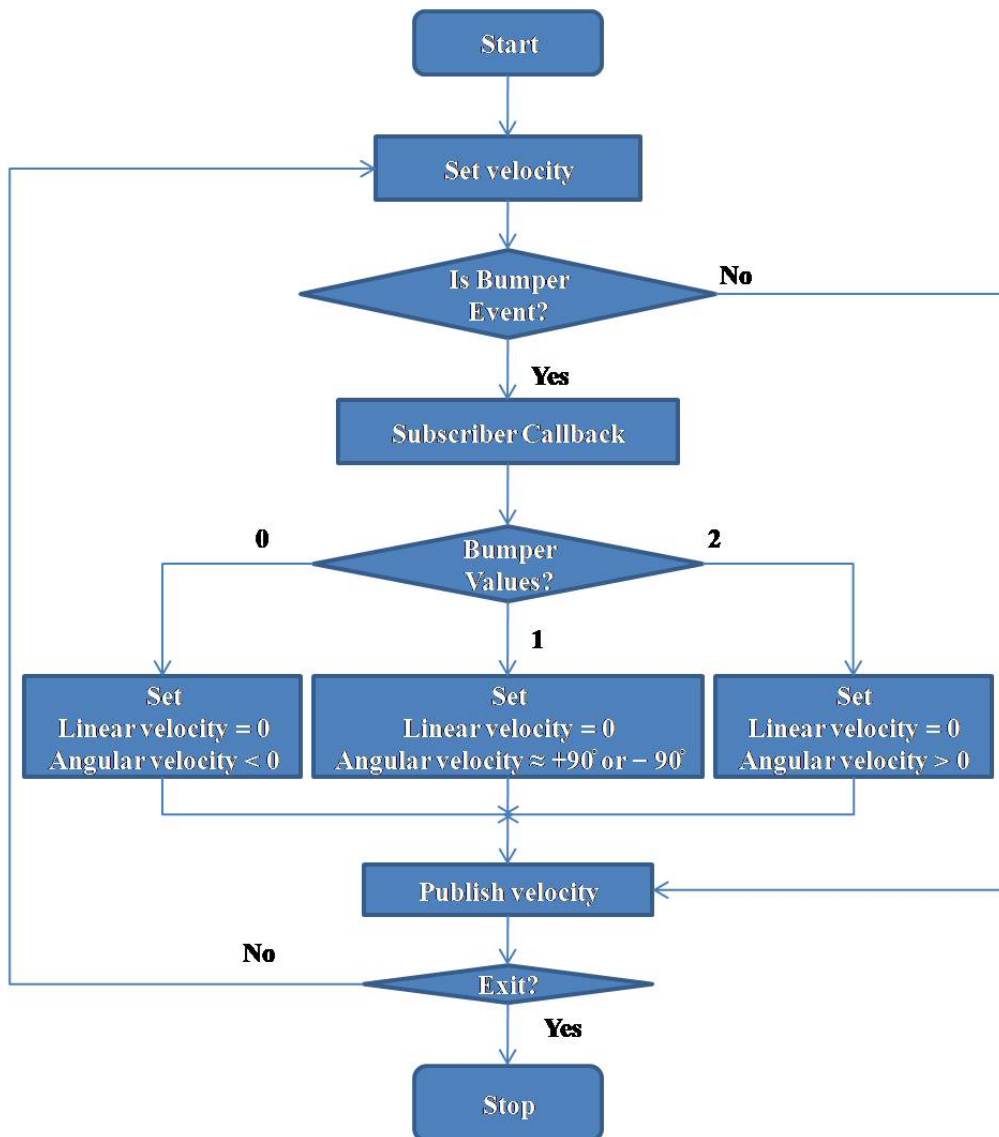 Start
Set velocity
Is Bumper
Event?
No
Yes
Subscriber Callback
0
Bumper
Values?
2
1
Set
Linear velocity = 0
Angular velocity < 0
Set
Linear velocity = 0
Angular velocity ≈ +90° or − 90°
Set
Linear velocity = 0
Angular velocity > 0
Publish velocity
No
Exit?
Yes
Stop